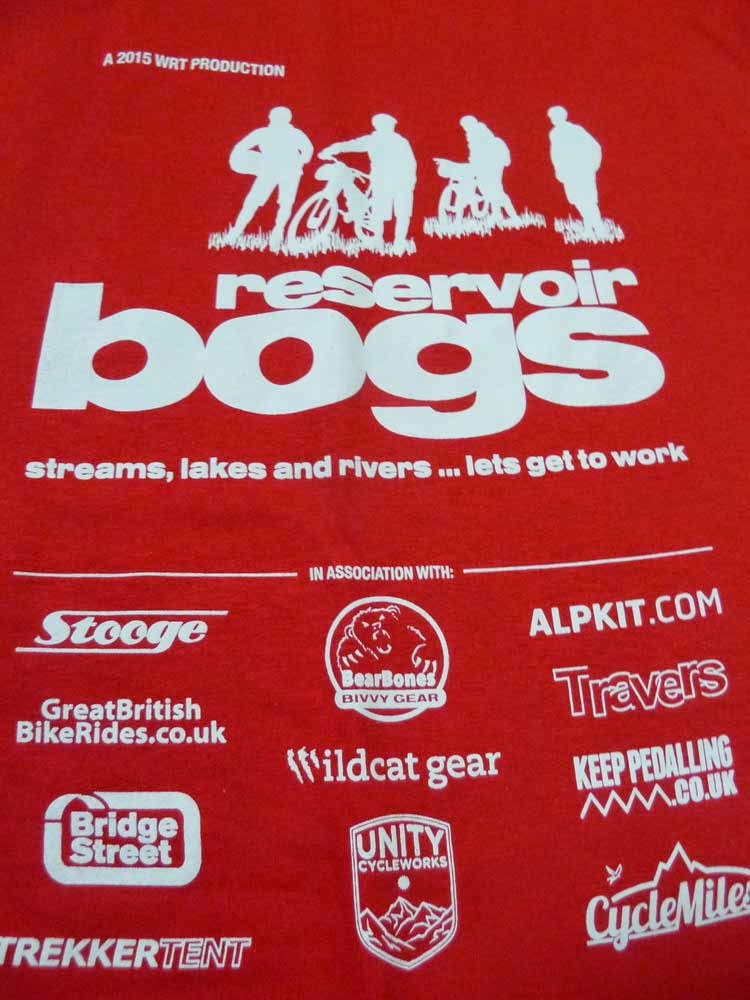 A 2015 WRT PRODUCTION
reservoir
bogs
streams, lakes and rivers ... lets get to work
IN ASSOCIATION WITH:
Stooge
GreatBritish
BikeRides.co.uk
Bridge
Street
TREKKERTENT
BearBones
BIVVY GEAR
Wildcat gear
UNITY
CYCLEWORKS
ALPKIT.COM
Travers
KEEP PEDALLING
.CO.UK
CycleMiles